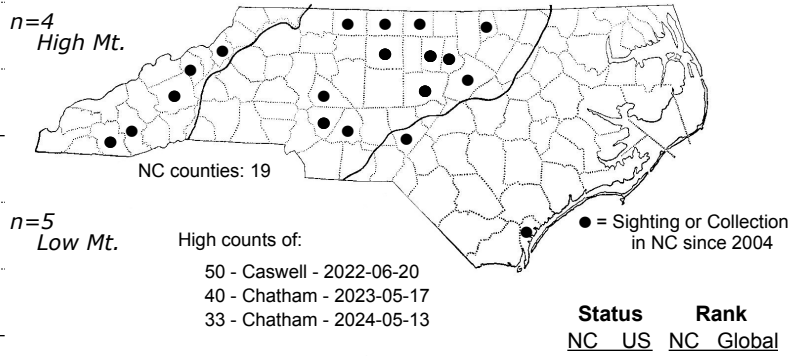 n=4
High Mt.
NC counties: 19
● = Sighting or Collection
in NC since 2004
n=5
Low Mt.
High counts of:
50 - Caswell - 2022-06-20
40 - Chatham - 2023-05-17
33 - Chatham - 2024-05-13
Status Rank
NC US NC Global